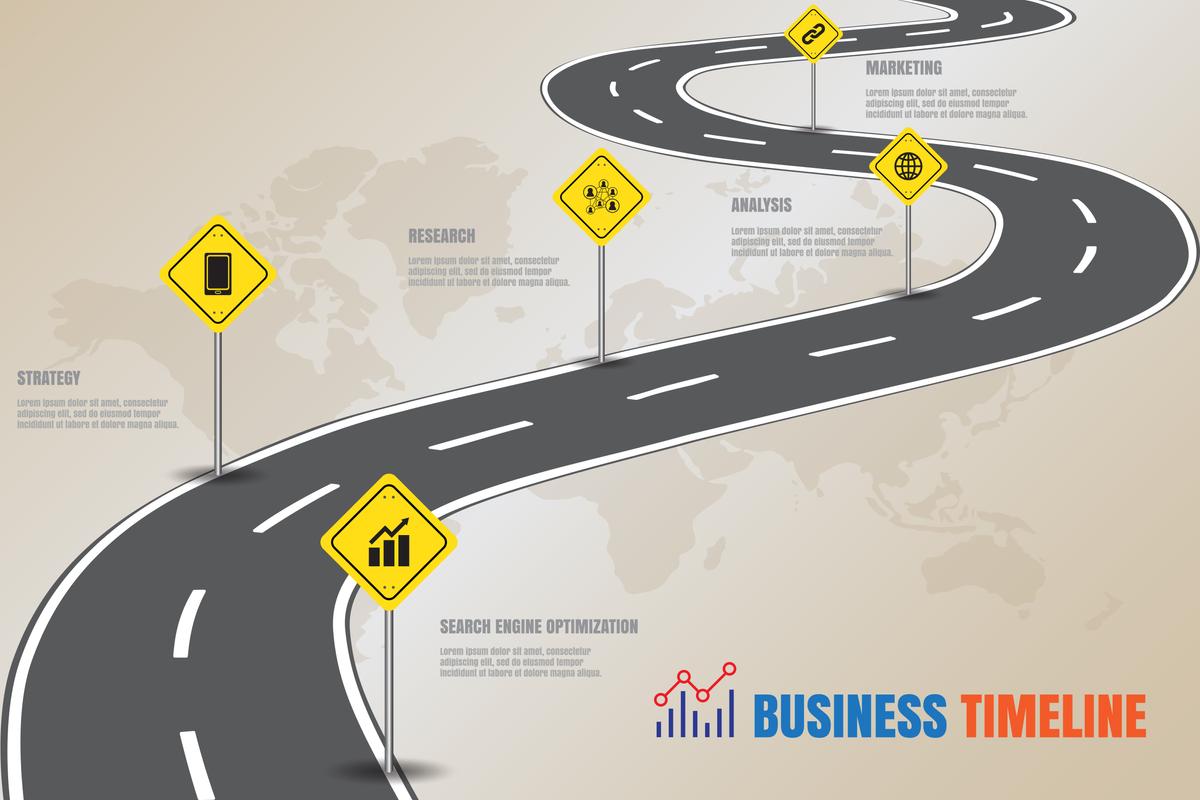 MARKETING
Lorem ipsum dolor sit amet, consectetur
adipiscing elit, sed do eiusmod tempor
incididunt ut labore et dolore magna aliqua.
ANALYSIS
Lorem ipsum dolor sit amet, consectetur
adipiscing elit, sed do eiusmod tempor
incididunt ut labore et dolore magna aliqua.
RESEARCH
Lorem ipsum dolor sit amet, consectetur
adipiscing elit, sed do eiusmod tempor
incididunt ut labore et dolore magna aliqua.
STRATEGY
Lorem ipsum dolor sit amet, consectetur
adipiscing elit, sed do eiusmod tempor
incididunt ut labore et dolore magna aliqua.
SEARCH ENGINE OPTIMIZATION
Lorem ipsum dolor sit amet, consectetur
adipiscing elit, sed do eiusmod tempor
incididunt ut labore et dolore magna aliqua.
BUSINESS TIMELINE